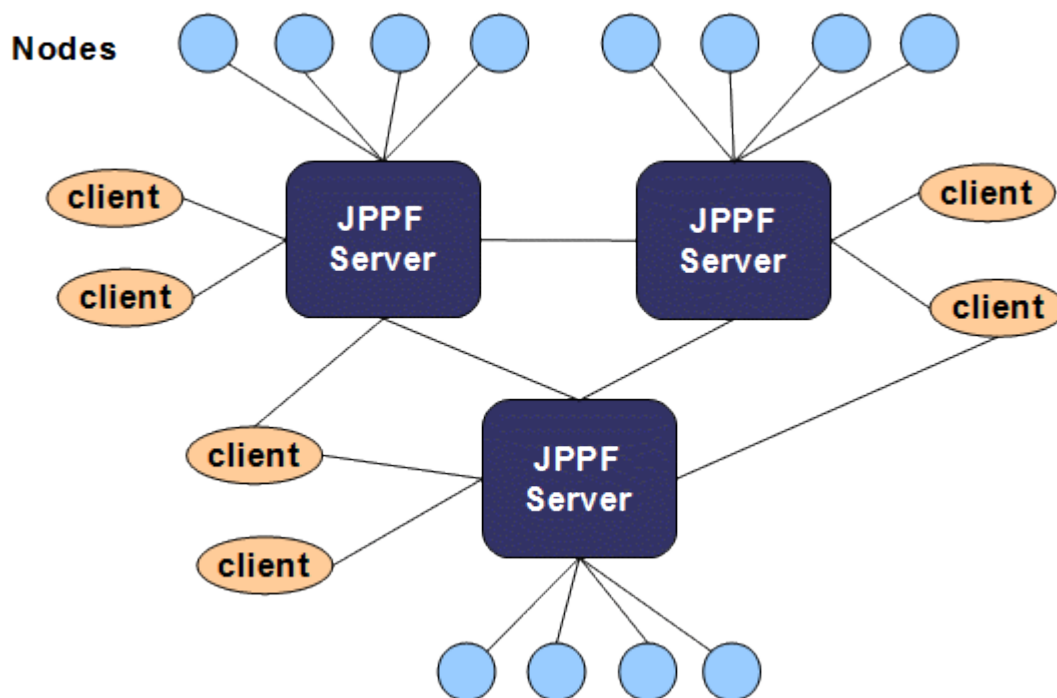 Nodes
client
client
JPPF
Server
JPPF
Server
client
client
client
client
JPPF
Server